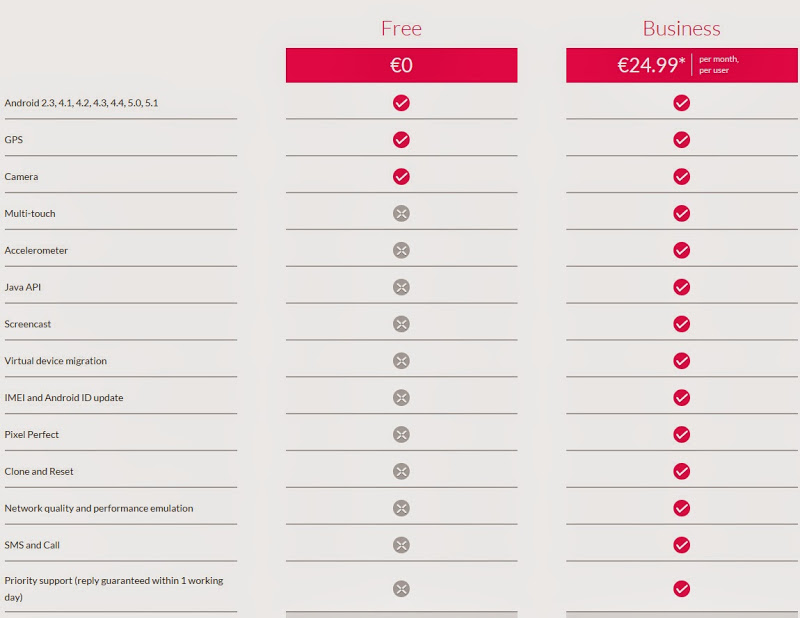 Free
Business
€0
€24.99* per month,
per user
Android 2.3, 4.1, 4.2, 4.3, 4.4, 5.0, 5.1
GPS
Camera
Multi-touch
Accelerometer
Java API
Screencast
Virtual device migration
IMEI and Android ID update
Pixel Perfect
Clone and Reset
Network quality and performance emulation
SMS and Call
Priority support (reply guaranteed within 1 working
day)